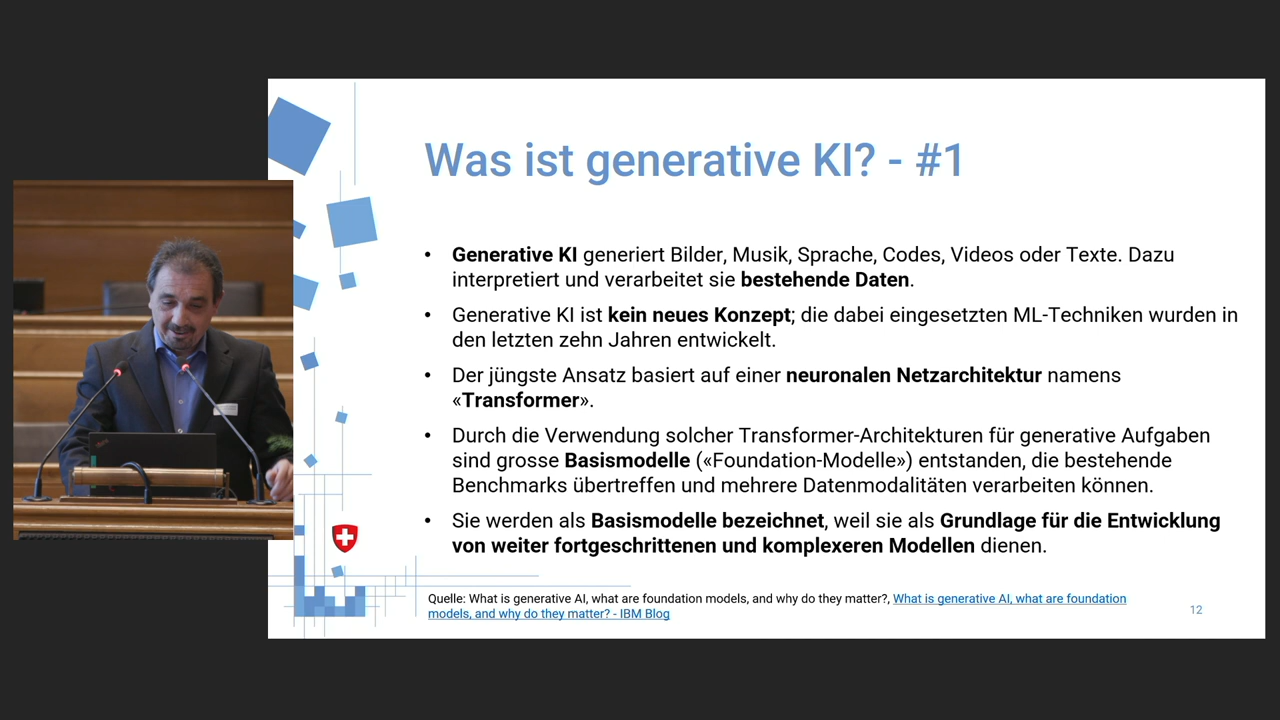 Was ist generative KI? - #1
• Generative KI generiert Bilder, Musik, Sprache, Codes, Videos oder Texte. Dazu
interpretiert und verarbeitet sie bestehende Daten.
• Generative KI ist kein neues Konzept; die dabei eingesetzten ML-Techniken wurden in
den letzten zehn Jahren entwickelt.
• Der jüngste Ansatz basiert auf einer neuronalen Netzarchitektur namens
«Transformer».
• Durch die Verwendung solcher Transformer-Architekturen für generative Aufgaben
sind grosse Basismodelle («Foundation-Modelle») entstanden, die bestehende
Benchmarks übertreffen und mehrere Datenmodalitäten verarbeiten können.
• Sie werden als Basismodelle bezeichnet, weil sie als Grundlage für die Entwicklung
von weiter fortgeschrittenen und komplexeren Modellen dienen.
Quelle: What is generative AI, what are foundation models, and why do they matter?, What is generative AI, what are foundation
models, and why do they matter? - IBM Blog
12